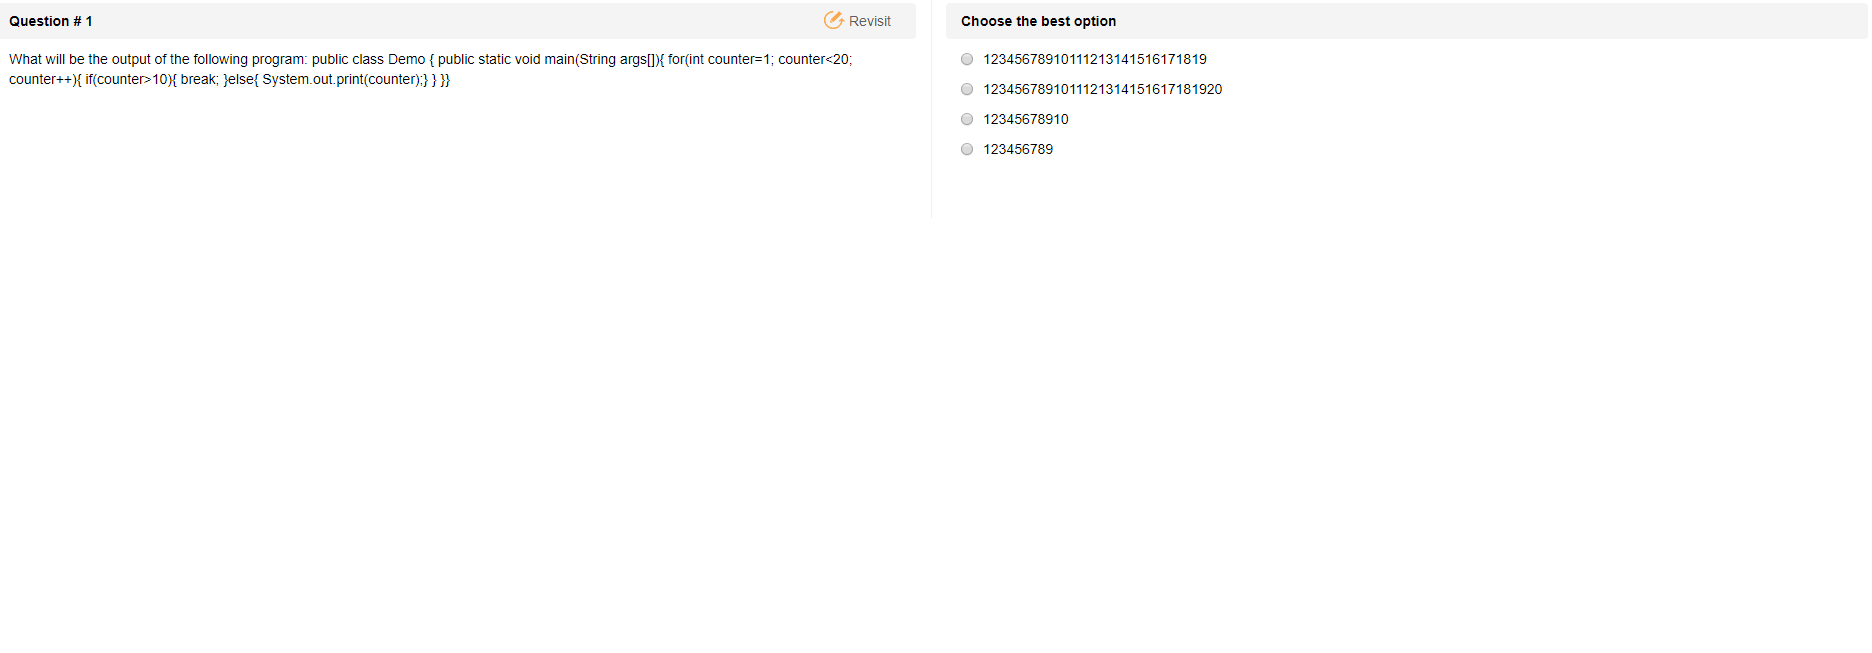 Question # 1
Revisit
What will be the output of the following program: public class Demo { public static void main(String args[]){ for(int counter=1; counter<20;
counter++){ if(counter>10){ break; }else{ System.out.print(counter);} } }}
Choose the best option
12345678910111213141516171819
1234567891011121314151617181920
12345678910
123456789